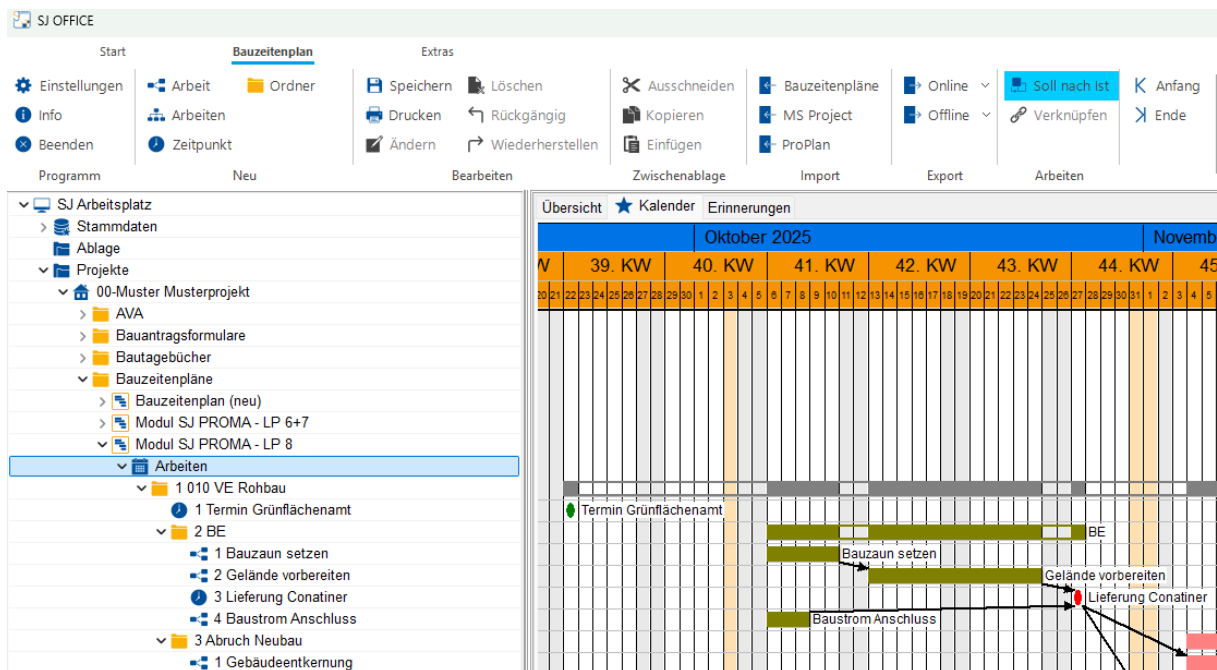 SJ OFFICE
Start Bauzeitenplan Extras
Einstellungen Arbeit Ordner Speichern Löschen Ausschneiden Bauzeitenpläne Online Soll nach Ist Anfang
Info Arbeiten Drucken Rückgängig Kopieren MS Project Offline Verknüpfen Ende
Beenden Zeitpunkt Ändern Wiederherstellen Einfügen ProPlan
Programm Neu Bearbeiten Zwischenablage Import Export Arbeiten
SJ Arbeitsplatz
Übersicht Kalender Erinnerungen
Stammdaten
Oktober 2025 Novemb
Ablage
W 39. KW 40. KW 41. KW 42. KW 43. KW 44. KW 45
Projekte
00-Muster Musterprojekt
20 21 22 23 24 25 26 27 28 29 30 1 2 3 4 5 6 7 8 9 10 11 12 13 14 15 16 17 18 19 20 21 22 23 24 25 26 27 28 29 30 31 1 2 3 4 5
AVA
Bauantragsformulare
Bautagebücher
Bauzeitenpläne
Bauzeitenplan (neu)
Modul SJ PROMA - LP 6+7
Modul SJ PROMA - LP 8
Arbeiten
1 010 VE Rohbau
1 Termin Grünflächenamt Termin Grünflächenamt
2 BE BE
1 Bauzaun setzen Bauzaun setzen
2 Gelände vorbereiten Gelände vorbereiten
3 Lieferung Conatiner Lieferung Conatiner
4 Baustrom Anschluss Baustrom Anschluss
3 Abruch Neubau
1 Gebäudeentkernung